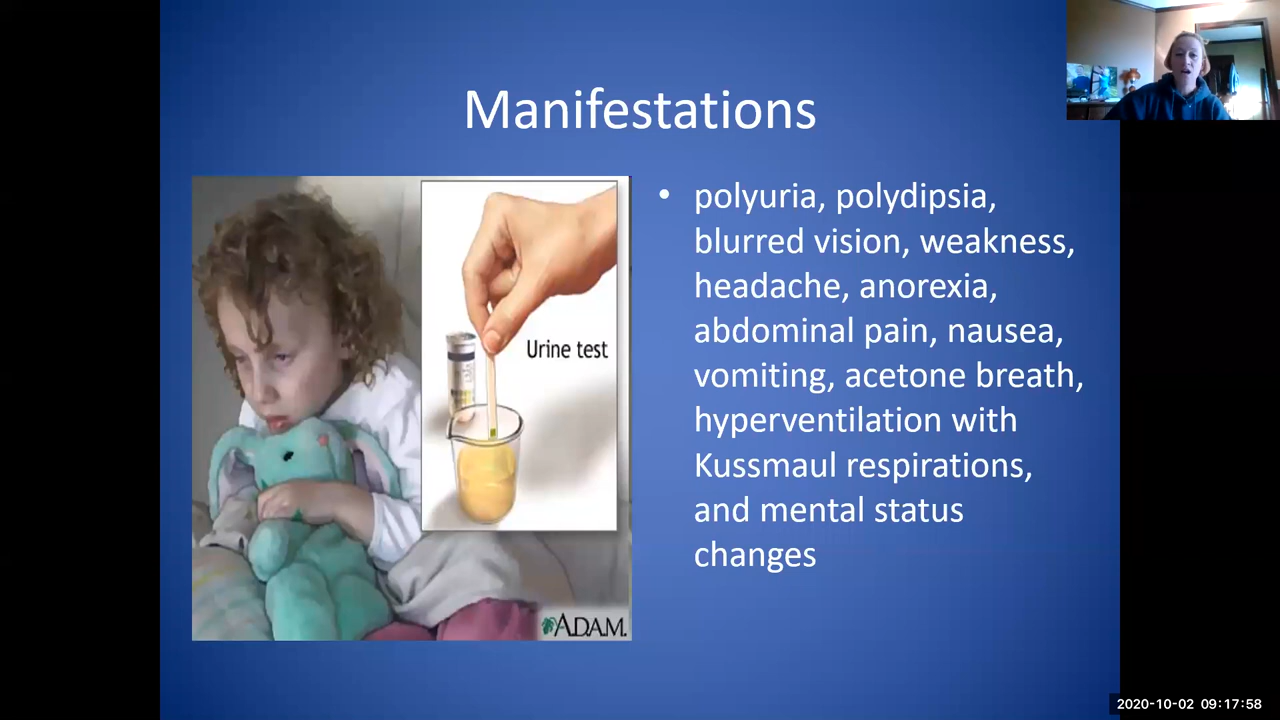 Manifestations
• polyuria, polydipsia,
blurred vision, weakness,
headache, anorexia,
abdominal pain, nausea,
vomiting, acetone breath,
hyperventilation with
Kussmaul respirations,
and mental status
changes
Urine test
A.D.A.M.
2020-10-02 09:17:58